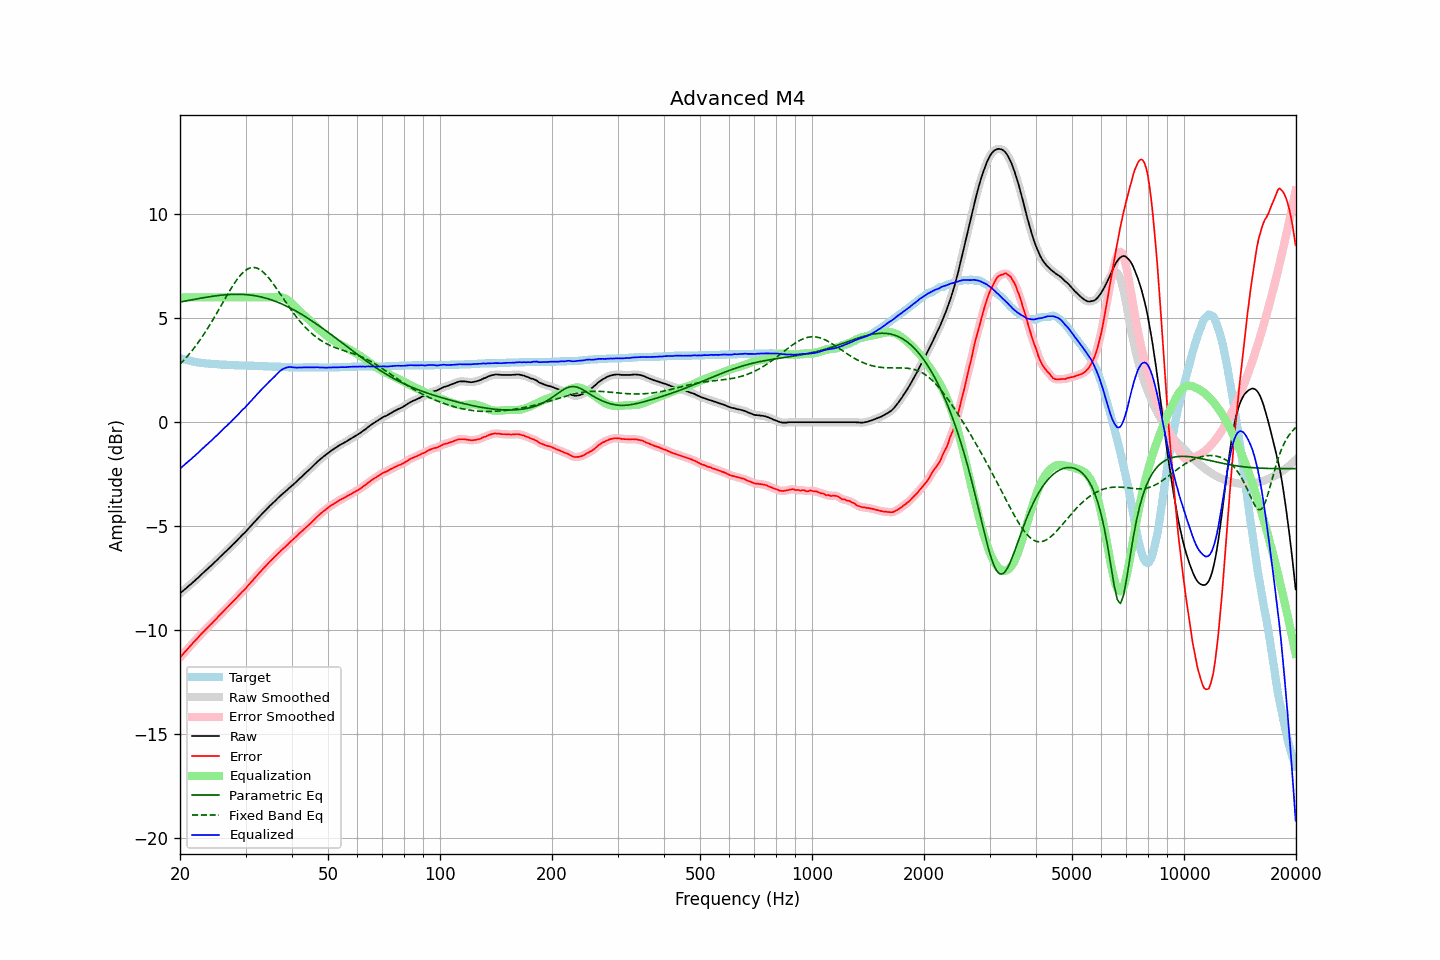 Advanced M4
10
5
0
−5
−10
−15
−20
Amplitude (dBr)
Target
Raw Smoothed
Error Smoothed
Raw
Error
Equalization
Parametric Eq
Fixed Band Eq
Equalized
20 50 100 200 500 1000 2000 5000 10000 20000
Frequency (Hz)